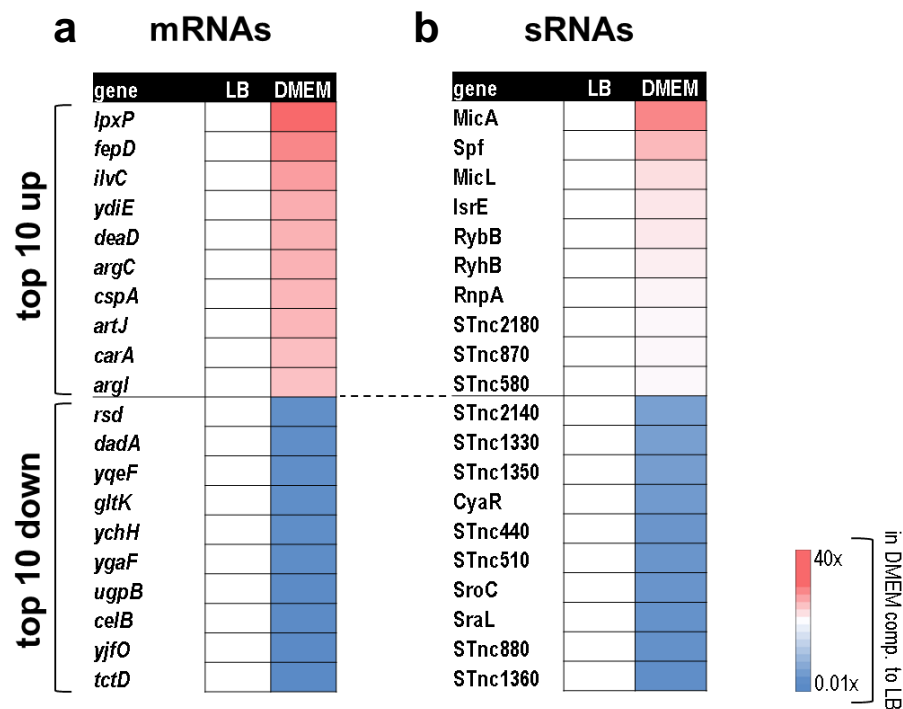 a mRNAs
gene LB DMEM
lpxP
fepD
ilvC
ydiE
deaD
argC
cspA
artJ
carA
argI
rsd
dadA
yqeF
gltK
ychH
ygaF
ugpB
celB
yjfO
tctD
top 10 up
top 10 down
b sRNAs
gene LB DMEM
MicA
Spf
MicL
IsrE
RybB
RyhB
RnpA
STnc2180
STnc870
STnc580
STnc2140
STnc1330
STnc1350
CyaR
STnc440
STnc510
SroC
SraL
STnc880
STnc1360
40x
0.01x
in DMEM comp. to LB